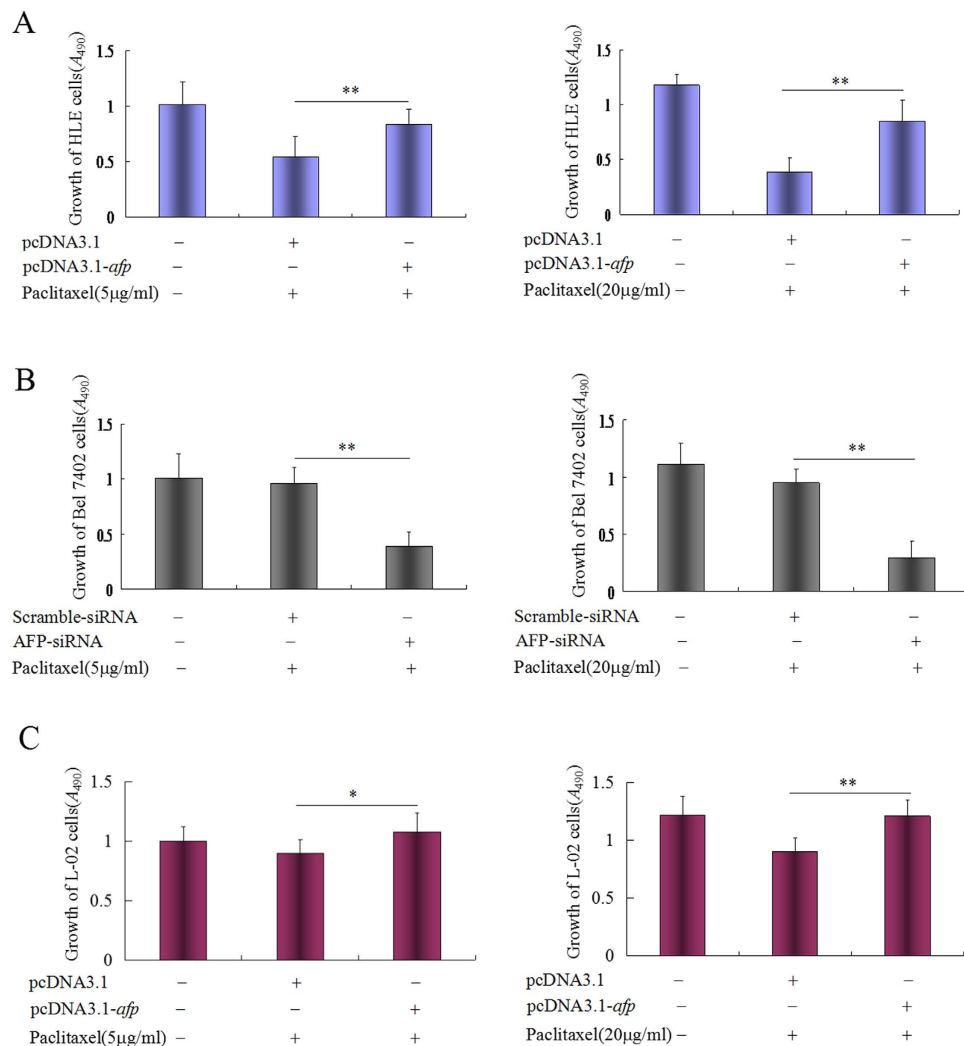 A
Growth of HLE cells(A490)
1.5
1
0.5
0
**
pcDNA3.1 − + −
pcDNA3.1-afp − − +
Paclitaxel(5μg/ml) − + +
Growth of HLE cells(A490)
1.5
1
0.5
0
**
pcDNA3.1 − + −
pcDNA3.1-afp − − +
Paclitaxel(20μg/ml) − + +
B
Growth of Bel 7402 cells(A490)
1.5
1
0.5
0
**
Scramble-siRNA − + −
AFP-siRNA − − +
Paclitaxel(5μg/ml) − + +
Growth of Bel 7402 cells(A490)
1.5
1
0.5
0
**
Scramble-siRNA − + −
AFP-siRNA − − +
Paclitaxel(20μg/ml) − + +
C
Growth of L-02 cells(A490)
1.5
1
0.5
0
*
pcDNA3.1 − + −
pcDNA3.1-afp − − +
Paclitaxel(5μg/ml) − + +
Growth of L-02 cells(A490)
1.5
1
0.5
0
**
pcDNA3.1 − + −
pcDNA3.1-afp − − +
Paclitaxel(20μg/ml) − + +